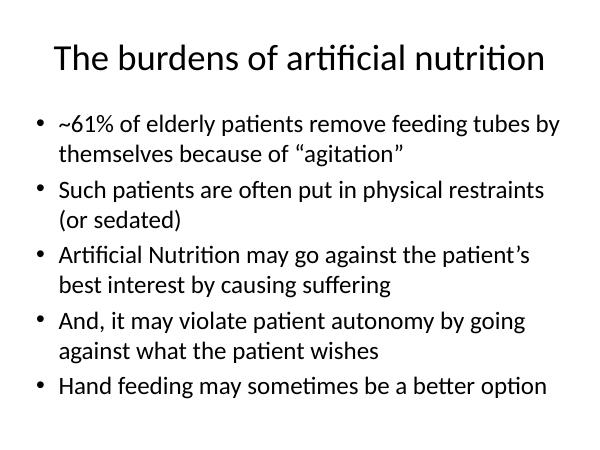 The burdens of artificial nutrition
• ~61% of elderly patients remove feeding tubes by
themselves because of “agitation”
• Such patients are often put in physical restraints
(or sedated)
• Artificial Nutrition may go against the patient’s
best interest by causing suffering
• And, it may violate patient autonomy by going
against what the patient wishes
• Hand feeding may sometimes be a better option